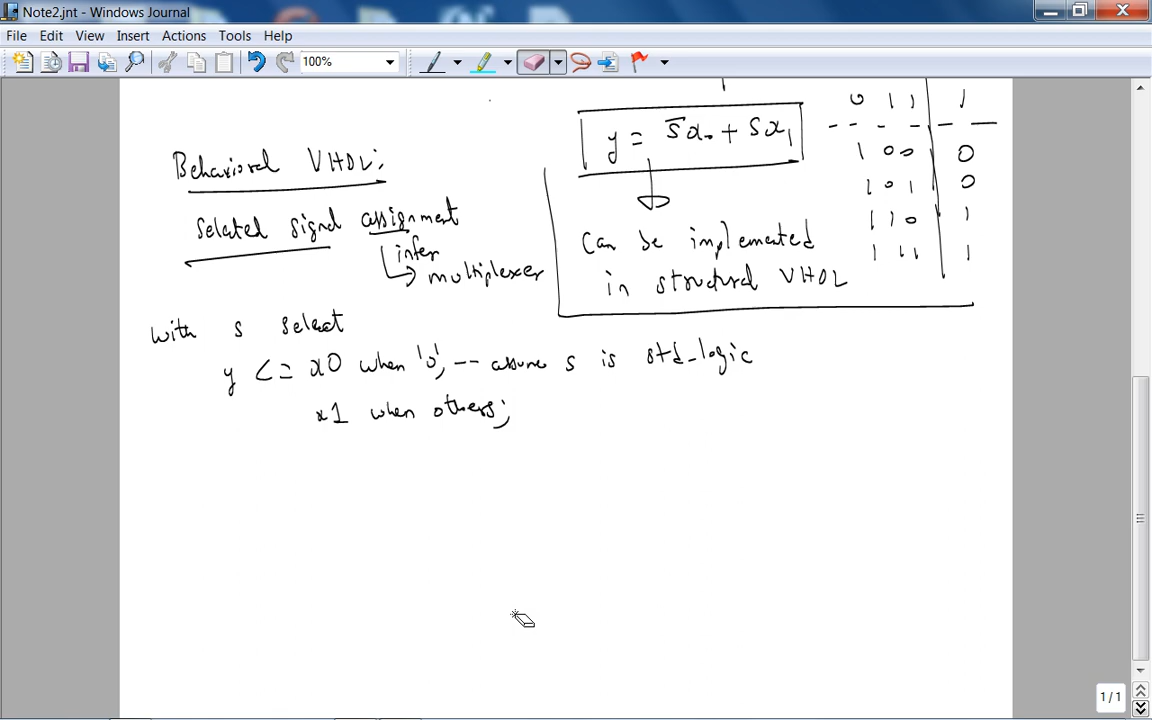 Note2.jnt - Windows Journal
File Edit View Insert Actions Tools Help
100%
0 1 1 | 1
y = s̅x₀ + sx₁
1 0 0 | 0
1 0 1 | 0
1 1 0 | 1
1 1 1 | 1
Can be implemented
in structural VHDL
Behavioral VHDL:
Selated signal assignment
infer
multiplexer
with s select
y <= x0 when '0', -- assume s is std_logic
x1 when others;
1 / 1